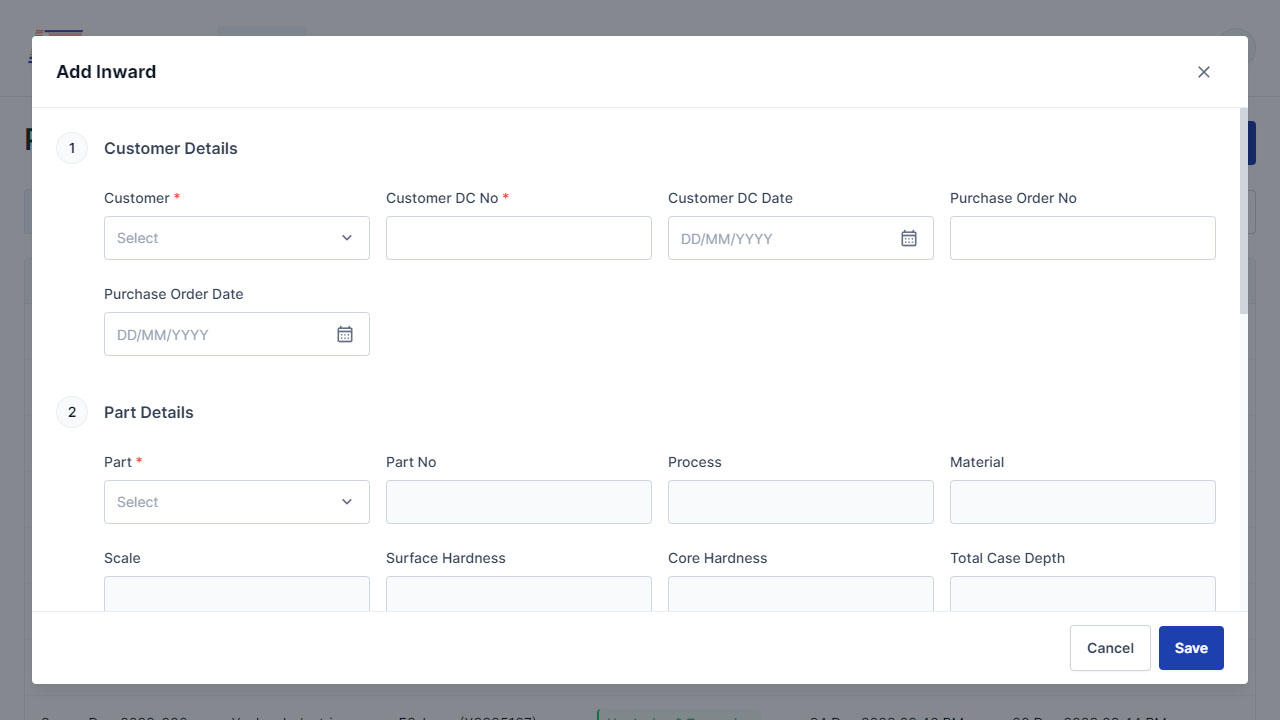 Add Inward
1 Customer Details
Customer * Customer DC No * Customer DC Date Purchase Order No
Select DD/MM/YYYY
Purchase Order Date
DD/MM/YYYY
2 Part Details
Part * Part No Process Material
Select
Scale Surface Hardness Core Hardness Total Case Depth
Cancel Save